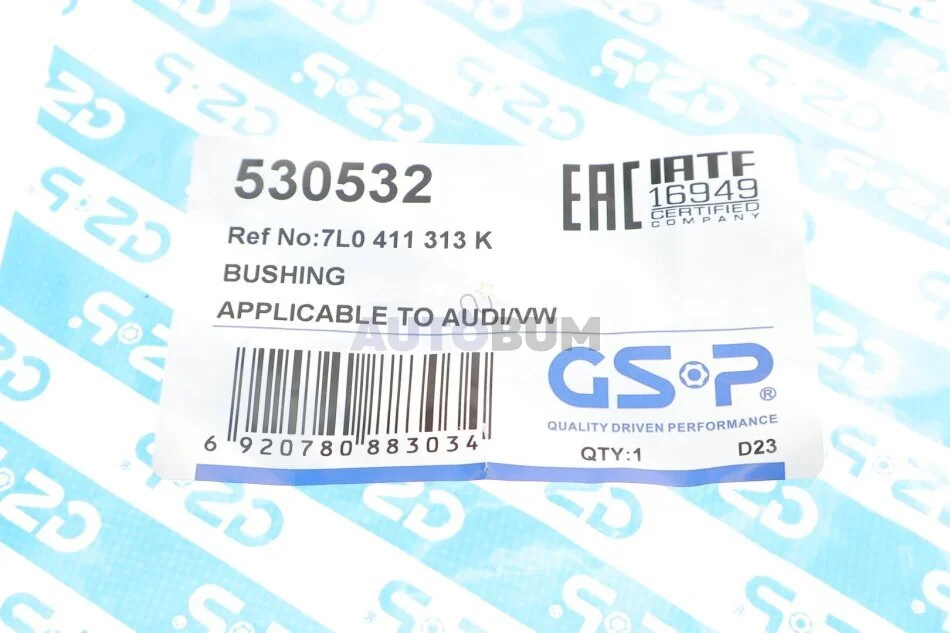 530532
EAC
IATF
16949
CERTIFIED
COMPANY
Ref No:7L0 411 313 K
BUSHING
APPLICABLE TO AUDI/VW
AUTOBUM
GSP®
QUALITY DRIVEN PERFORMANCE
6 920780 883034
QTY:1
D23